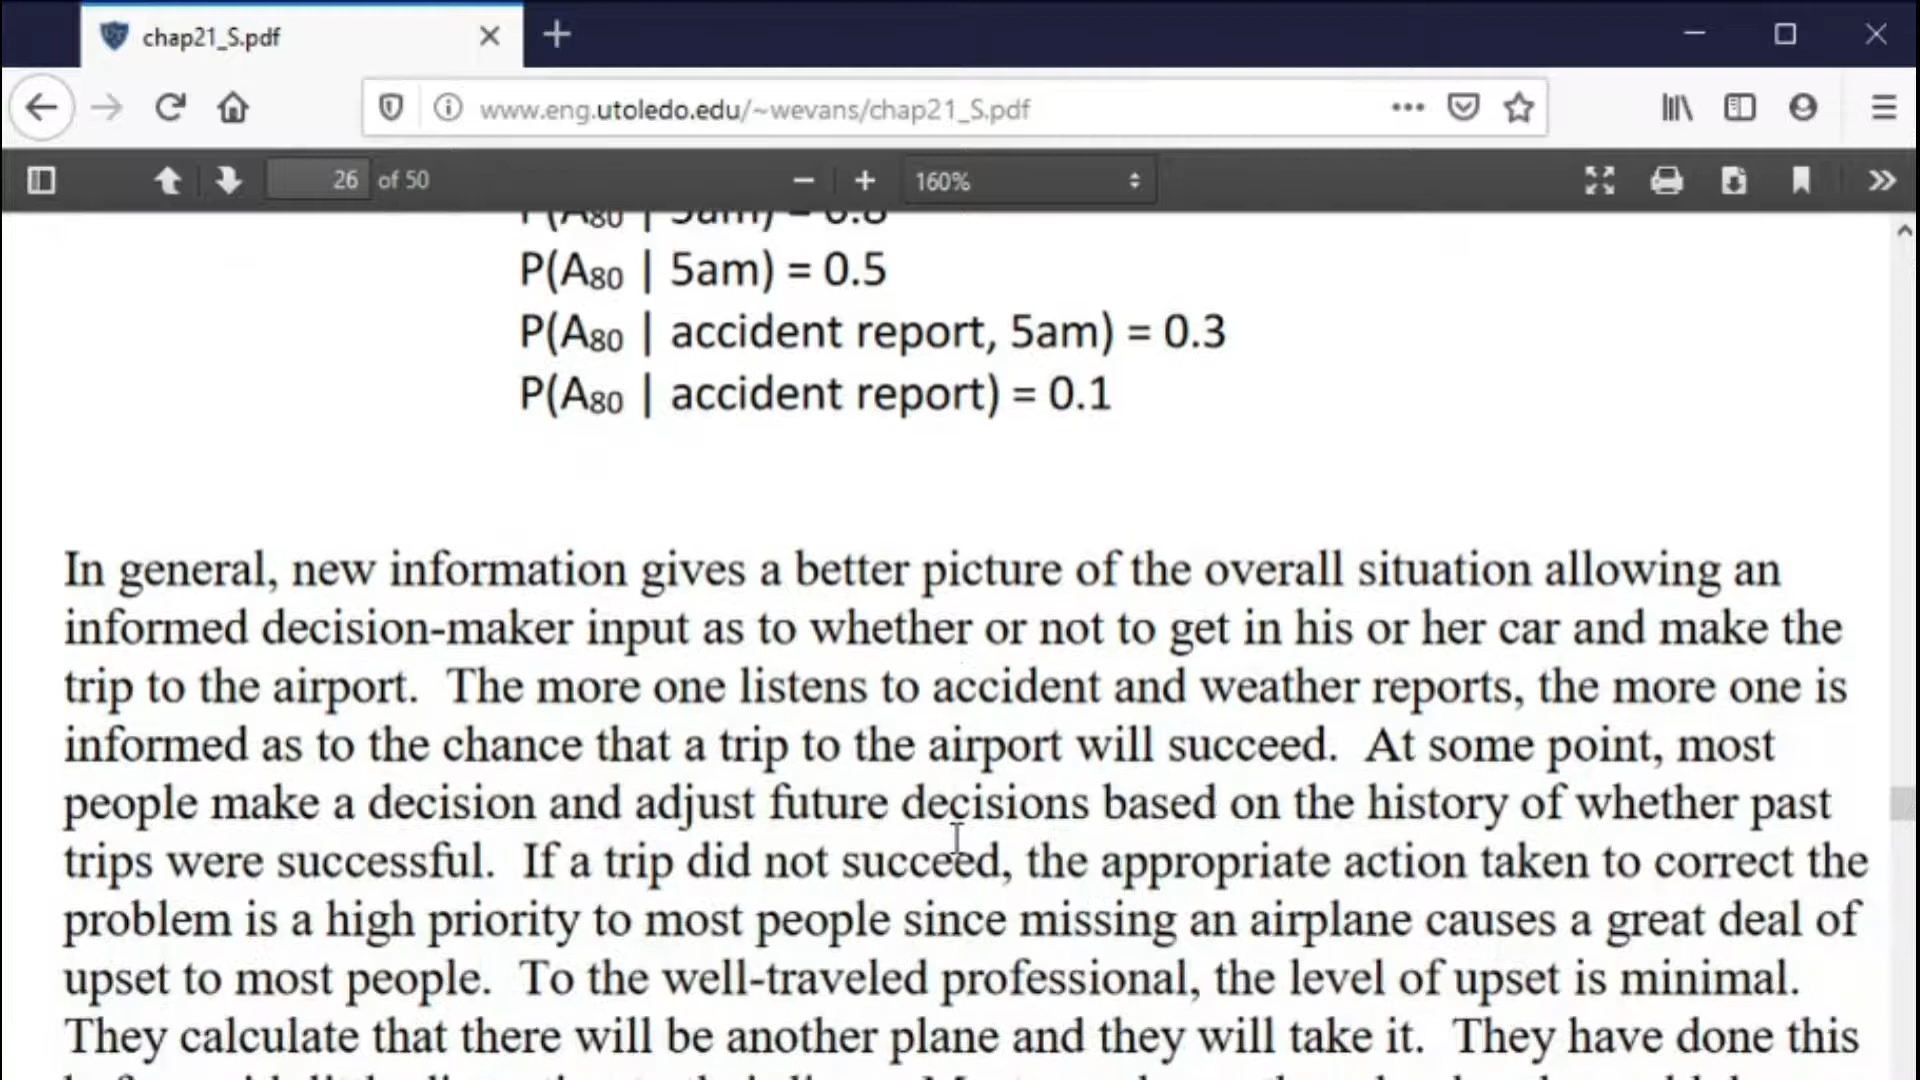 chap21_S.pdf
www.eng.utoledo.edu/~wevans/chap21_S.pdf
26 of 50
160%
P(A80 | 5am) = 0.5
P(A80 | accident report, 5am) = 0.3
P(A80 | accident report) = 0.1
In general, new information gives a better picture of the overall situation allowing an
informed decision-maker input as to whether or not to get in his or her car and make the
trip to the airport. The more one listens to accident and weather reports, the more one is
informed as to the chance that a trip to the airport will succeed. At some point, most
people make a decision and adjust future decisions based on the history of whether past
trips were successful. If a trip did not succeed, the appropriate action taken to correct the
problem is a high priority to most people since missing an airplane causes a great deal of
upset to most people. To the well-traveled professional, the level of upset is minimal.
They calculate that there will be another plane and they will take it. They have done this